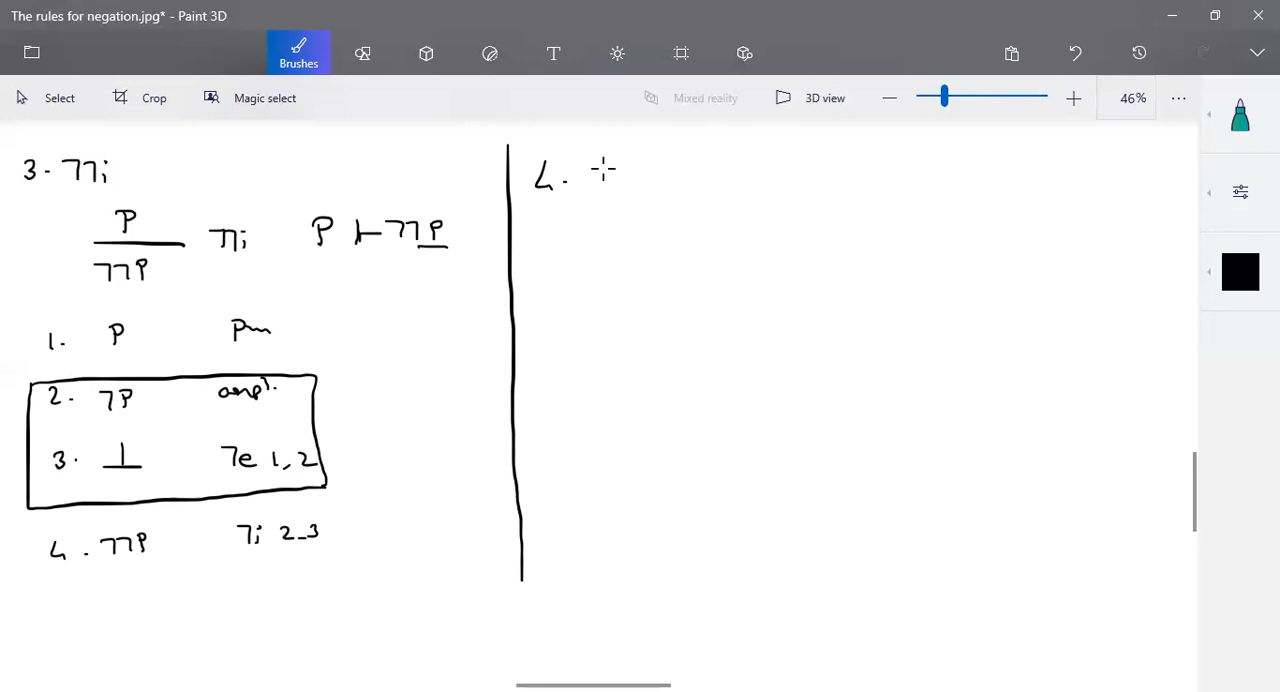 The rules for negation.jpg* - Paint 3D
Brushes
Select Crop Magic select Mixed reality 3D view 46%
3. ¬¬i
P
¬¬P
¬¬i P ⊢ ¬¬P
1. P Pm
2. ¬P
3. ⊥ ¬e 1, 2
4. ¬¬P ¬i 2-3
4.